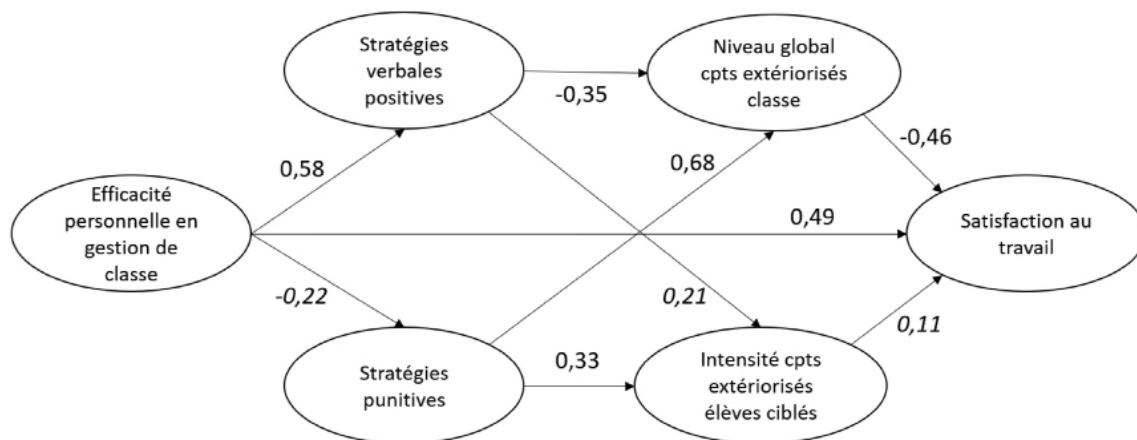 Stratégies
verbales
positives
Niveau global
cpts extériorisés
classe
-0,35
-0,46
0,58
0,68
Efficacité
personnelle en
gestion de
classe
0,49
Satisfaction au
travail
-0,22
0,21
0,11
Stratégies
punitives
0,33
Intensité cpts
extériorisés
élèves ciblés